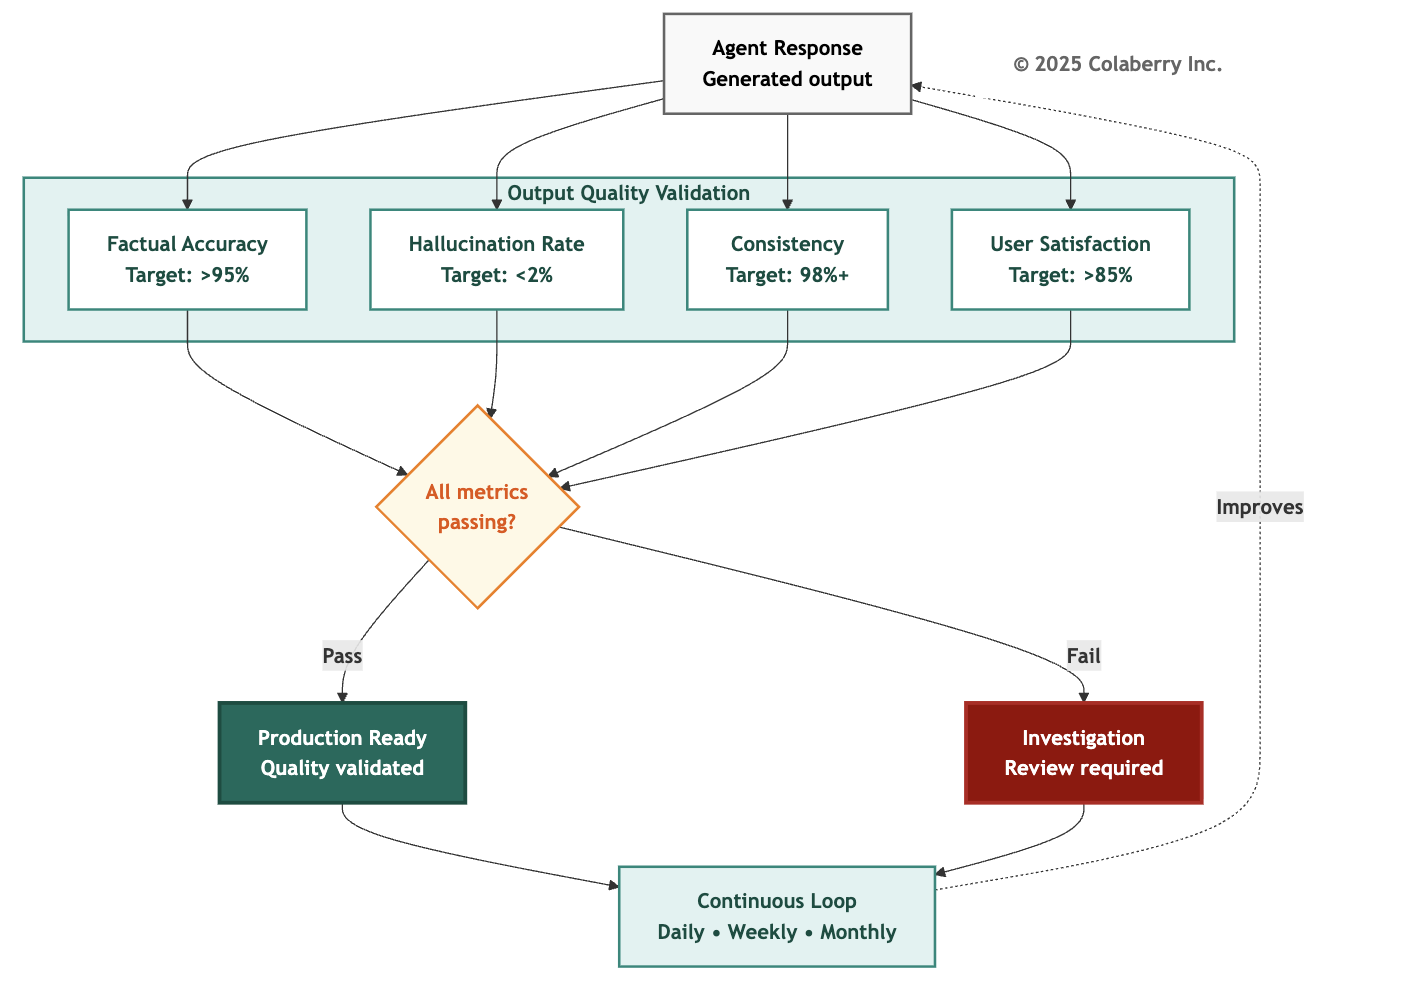 Agent Response
Generated output
© 2025 Colaberry Inc.
Output Quality Validation
Factual Accuracy
Target: >95%
Hallucination Rate
Target: <2%
Consistency
Target: 98%+
User Satisfaction
Target: >85%
All metrics
passing?
Improves
Pass
Fail
Production Ready
Quality validated
Investigation
Review required
Continuous Loop
Daily • Weekly • Monthly